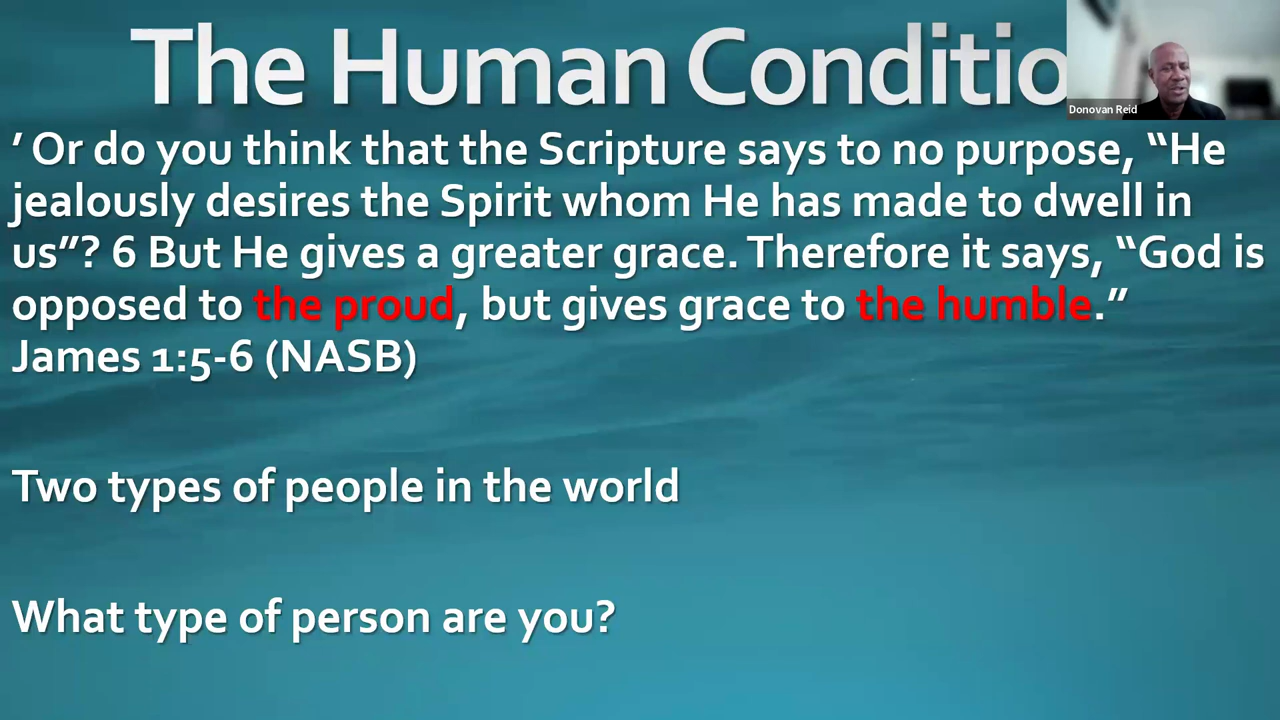 The Human Conditio
Donovan Reid
’ Or do you think that the Scripture says to no purpose, “He
jealously desires the Spirit whom He has made to dwell in
us”? 6 But He gives a greater grace. Therefore it says, “God is
opposed to the proud, but gives grace to the humble.”
James 1:5-6 (NASB)
Two types of people in the world
What type of person are you?